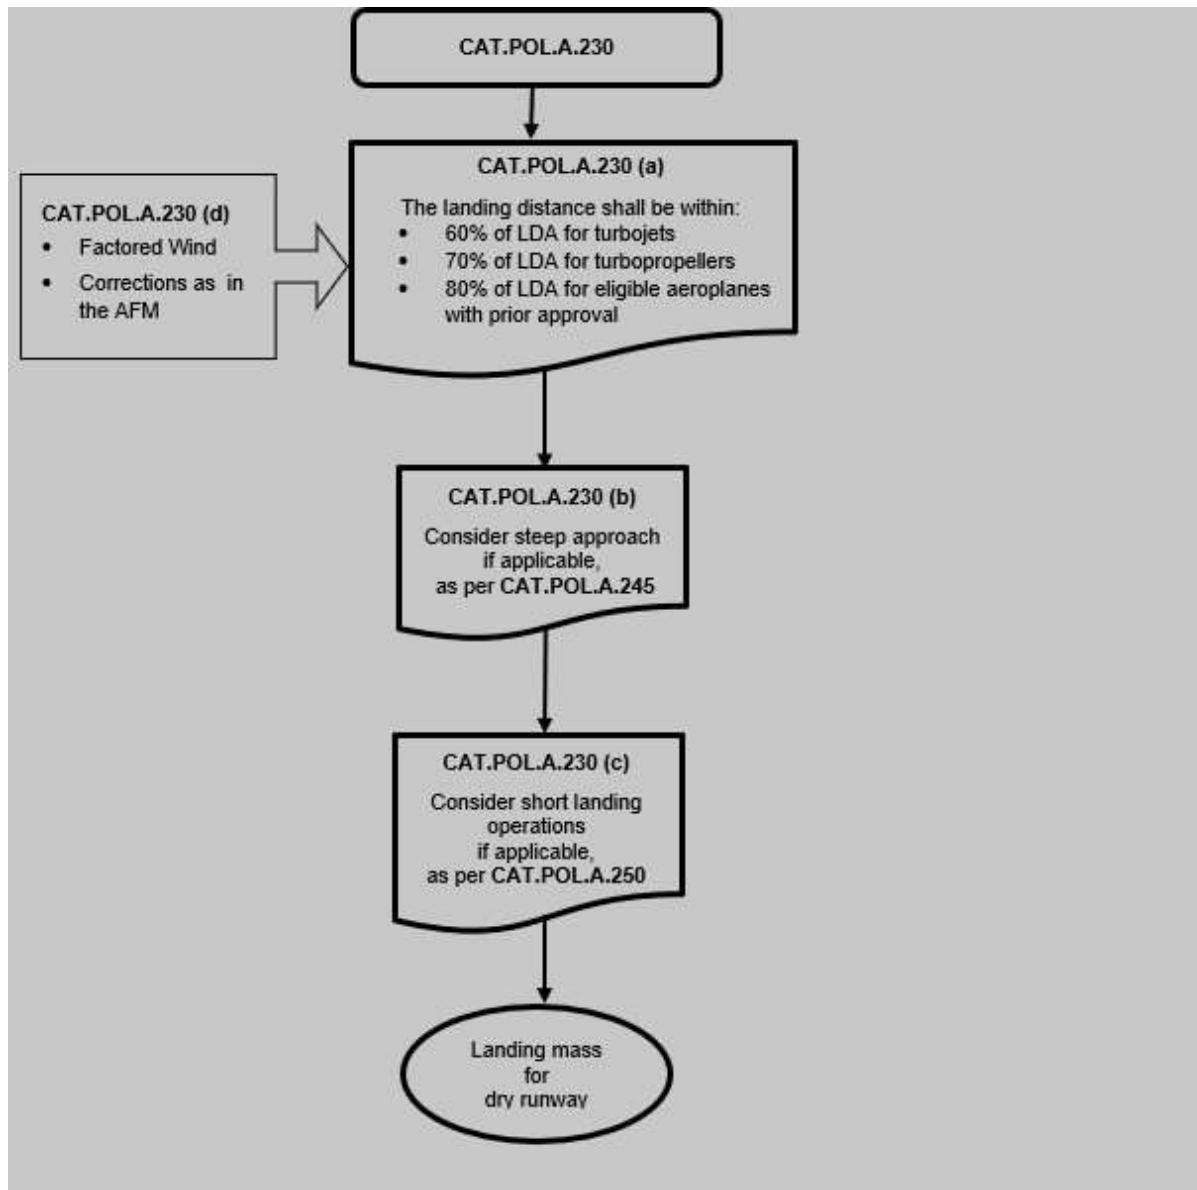 CAT.POL.A.230
CAT.POL.A.230 (a)
The landing distance shall be within:
• 60% of LDA for turbojets
• 70% of LDA for turbopropellers
• 80% of LDA for eligible aeroplanes
with prior approval
CAT.POL.A.230 (d)
• Factored Wind
• Corrections as in
the AFM
CAT.POL.A.230 (b)
Consider steep approach
if applicable,
as per CAT.POL.A.245
CAT.POL.A.230 (c)
Consider short landing
operations
if applicable,
as per CAT.POL.A.250
Landing mass
for
dry runway